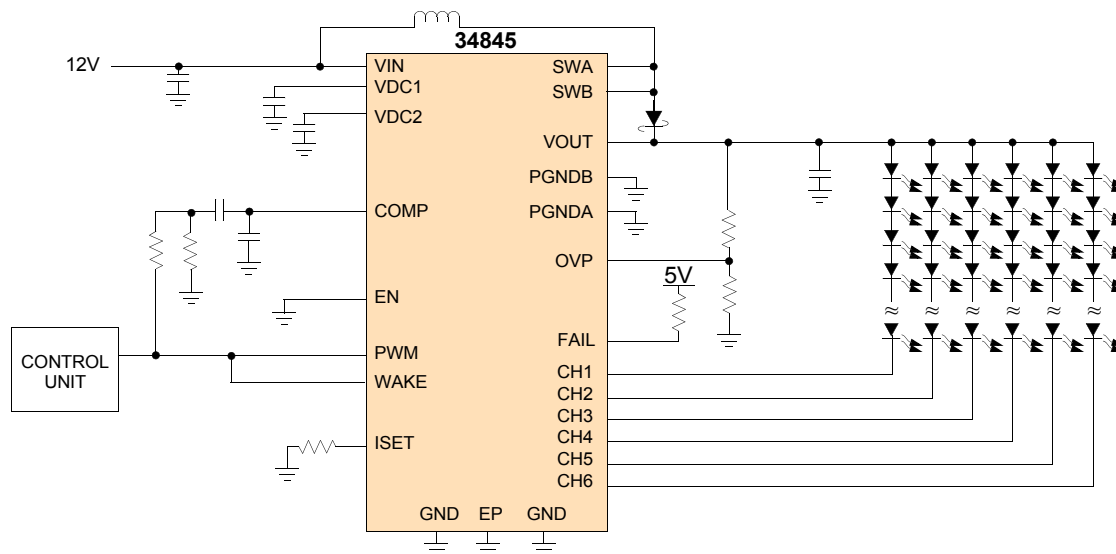 34845
12V
VIN
VDC1
VDC2
COMP
EN
PWM
WAKE
ISET
SWA
SWB
VOUT
PGNDB
PGNDA
OVP
5V
FAIL
CH1
CH2
CH3
CH4
CH5
CH6
CONTROL
UNIT
GND EP GND